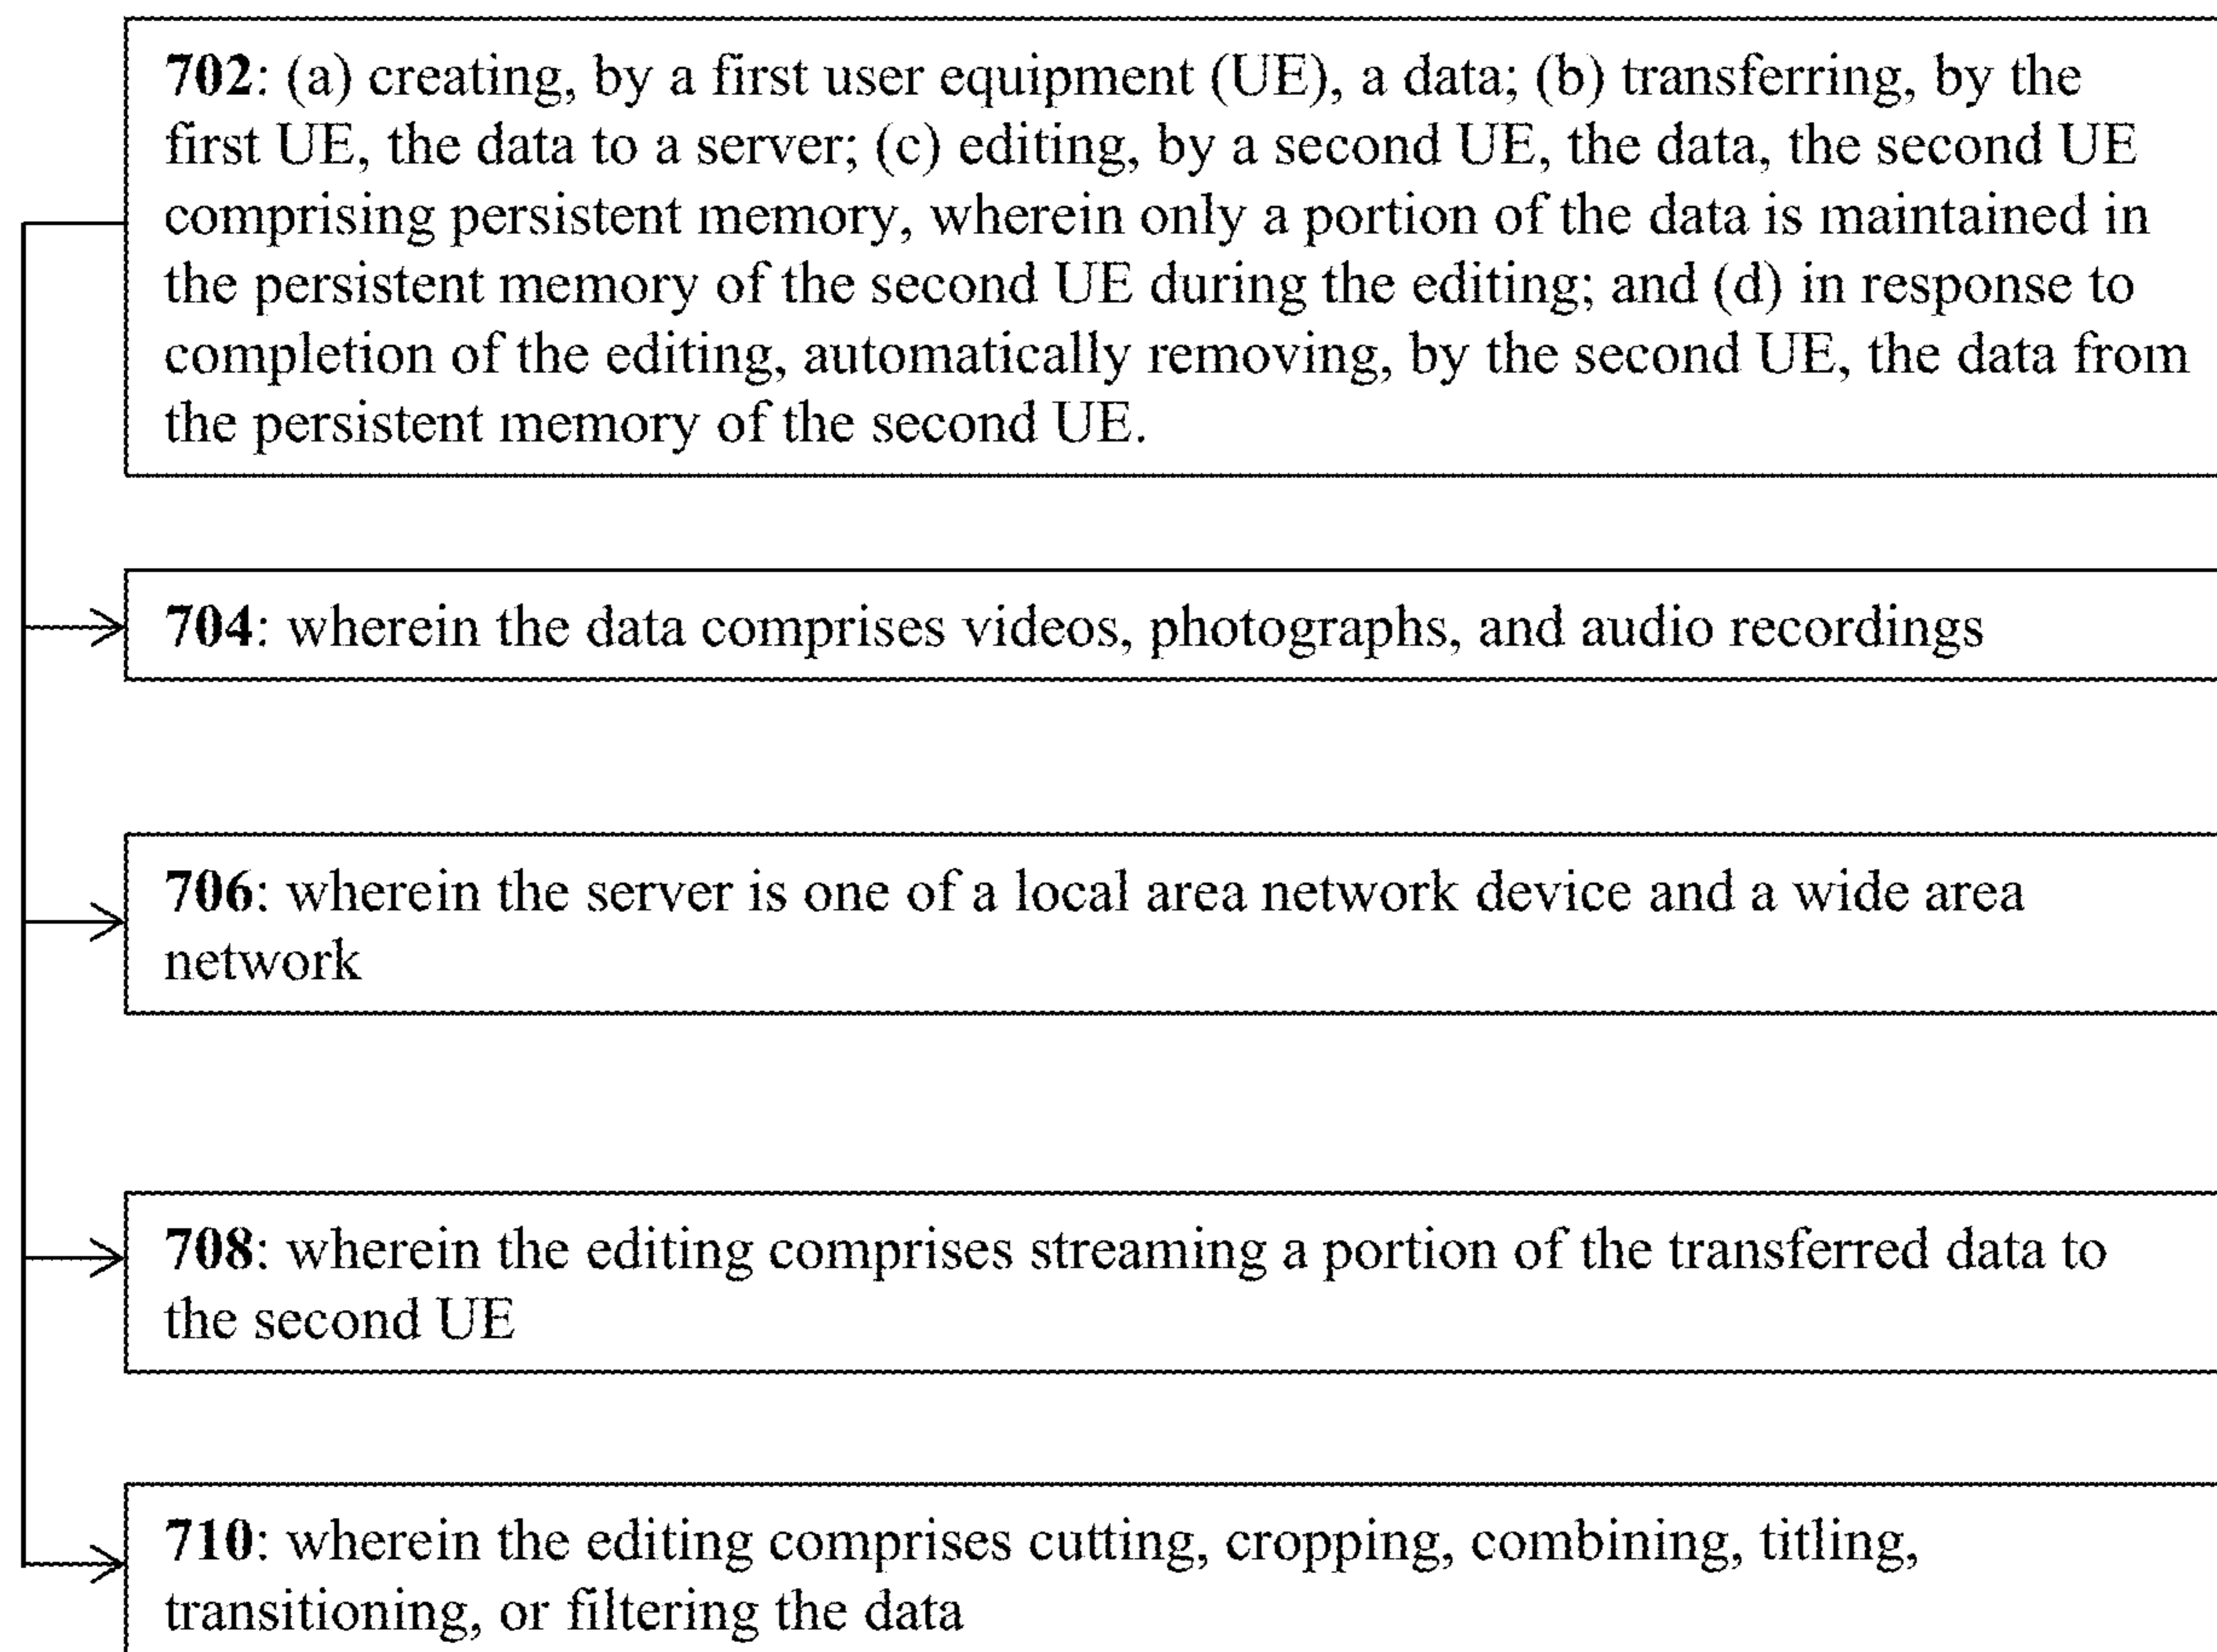 702: (a) creating, by a first user equipment (UE), a data; (b) transferring, by the
first UE, the data to a server; (c) editing, by a second UE, the data, the second UE
comprising persistent memory, wherein only a portion of the data is maintained in
the persistent memory of the second UE during the editing; and (d) in response to
completion of the editing, automatically removing, by the second UE, the data from
the persistent memory of the second UE.
704: wherein the data comprises videos, photographs, and audio recordings
706: wherein the server is one of a local area network device and a wide area
network
708: wherein the editing comprises streaming a portion of the transferred data to
the second UE
710: wherein the editing comprises cutting, cropping, combining, titling,
transitioning, or filtering the data